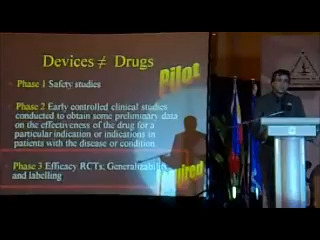 Devices ≠ Drugs
Pilot
Phase 1 Safety studies
Phase 2 Early controlled clinical studies
conducted to obtain some preliminary data
on the effectiveness of the drug for a
particular indication or indications in
patients with the disease or condition.
Phase 3 Efficacy RCTs; Generalizability
and labelling